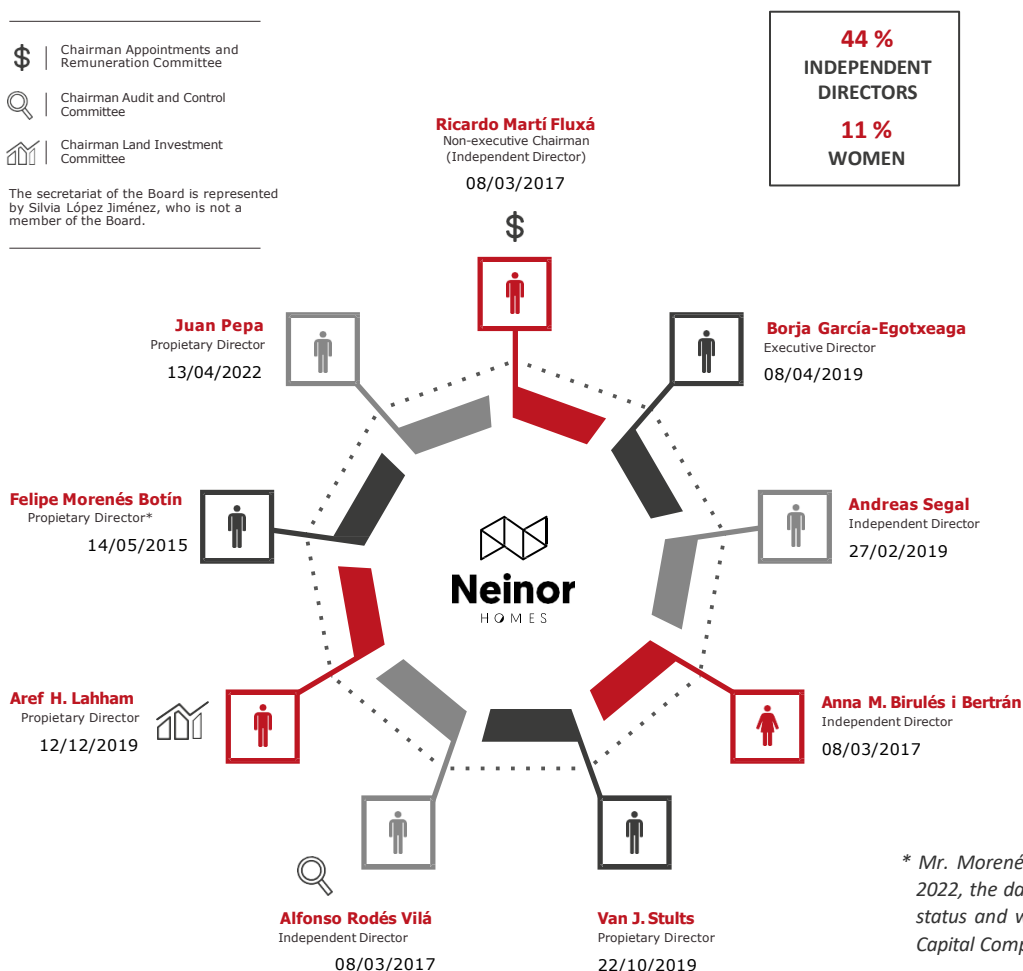 $ | Chairman Appointments and
Remuneration Committee
Chairman Audit and Control
Committee
Chairman Land Investment
Committee
The secretariat of the Board is represented
by Silvia López Jiménez, who is not a
member of the Board.
44 %
INDEPENDENT
DIRECTORS
11 %
WOMEN
Ricardo Martí Fluxá
Non-executive Chairman
(Independent Director)
08/03/2017
$
Juan Pepa
Propietary Director
13/04/2022
Borja García-Egotxeaga
Executive Director
08/04/2019
Felipe Morenés Botín
Propietary Director*
14/05/2015
Andreas Segal
Independent Director
27/02/2019
Neinor
HOMES
Aref H. Lahham
Propietary Director
12/12/2019
Anna M. Birulés i Bertrán
Independent Director
08/03/2017
Alfonso Rodés Vilá
Independent Director
08/03/2017
Van J. Stults
Propietary Director
22/10/2019
* Mr. Morené
2022, the da
status and w
Capital Comp